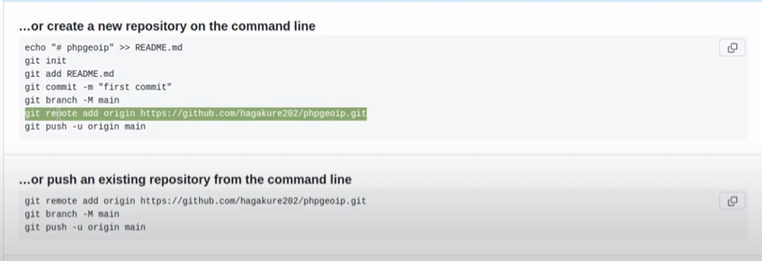 ...or create a new repository on the command line
echo "# phpgeoip" >> README.md
git init
git add README.md
git commit -m "first commit"
git branch -M main
git remote add origin https://github.com/hagakure202/phpgeoip.git
git push -u origin main
...or push an existing repository from the command line
git remote add origin https://github.com/hagakure202/phpgeoip.git
git branch -M main
git push -u origin main